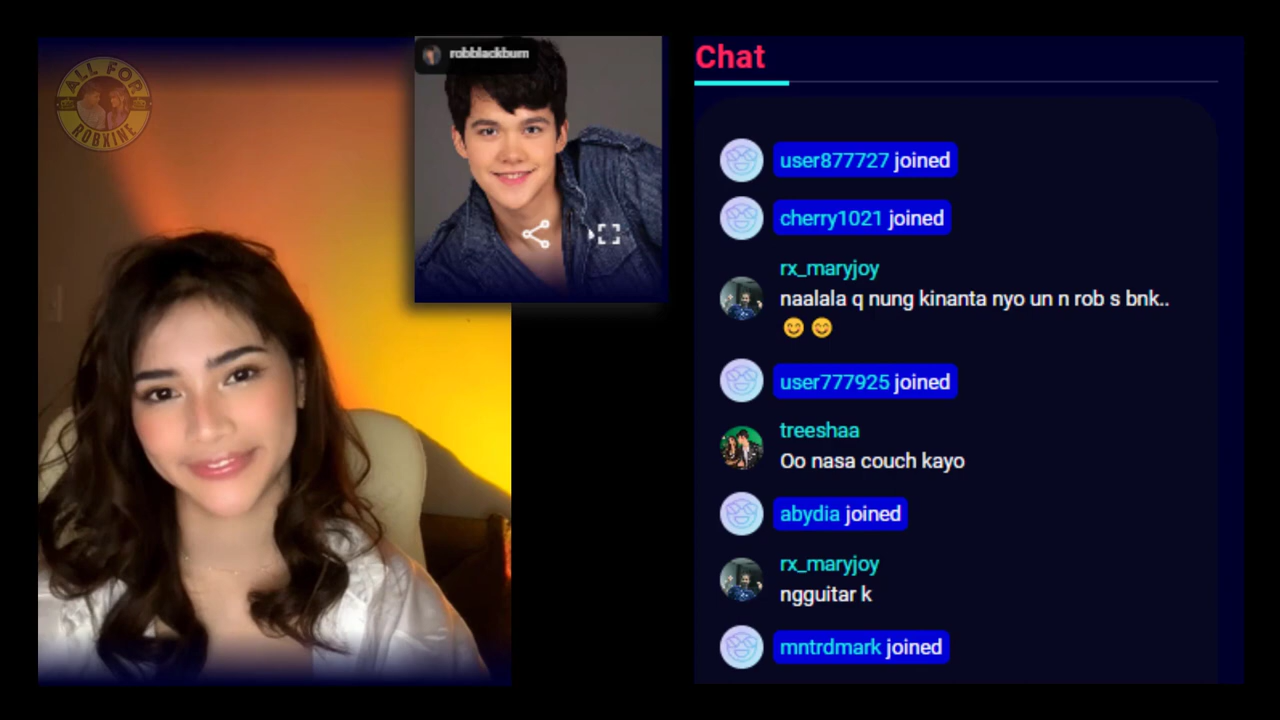 ALL FOR
ROBXINE
robblackburn
Chat
user877727 joined
cherry1021 joined
rx_maryjoy
naalala q nung kinanta nyo un n rob s bnk..
😊 😊
user777925 joined
treeshaa
Oo nasa couch kayo
abydia joined
rx_maryjoy
ngguitar k
mntrdmark joined